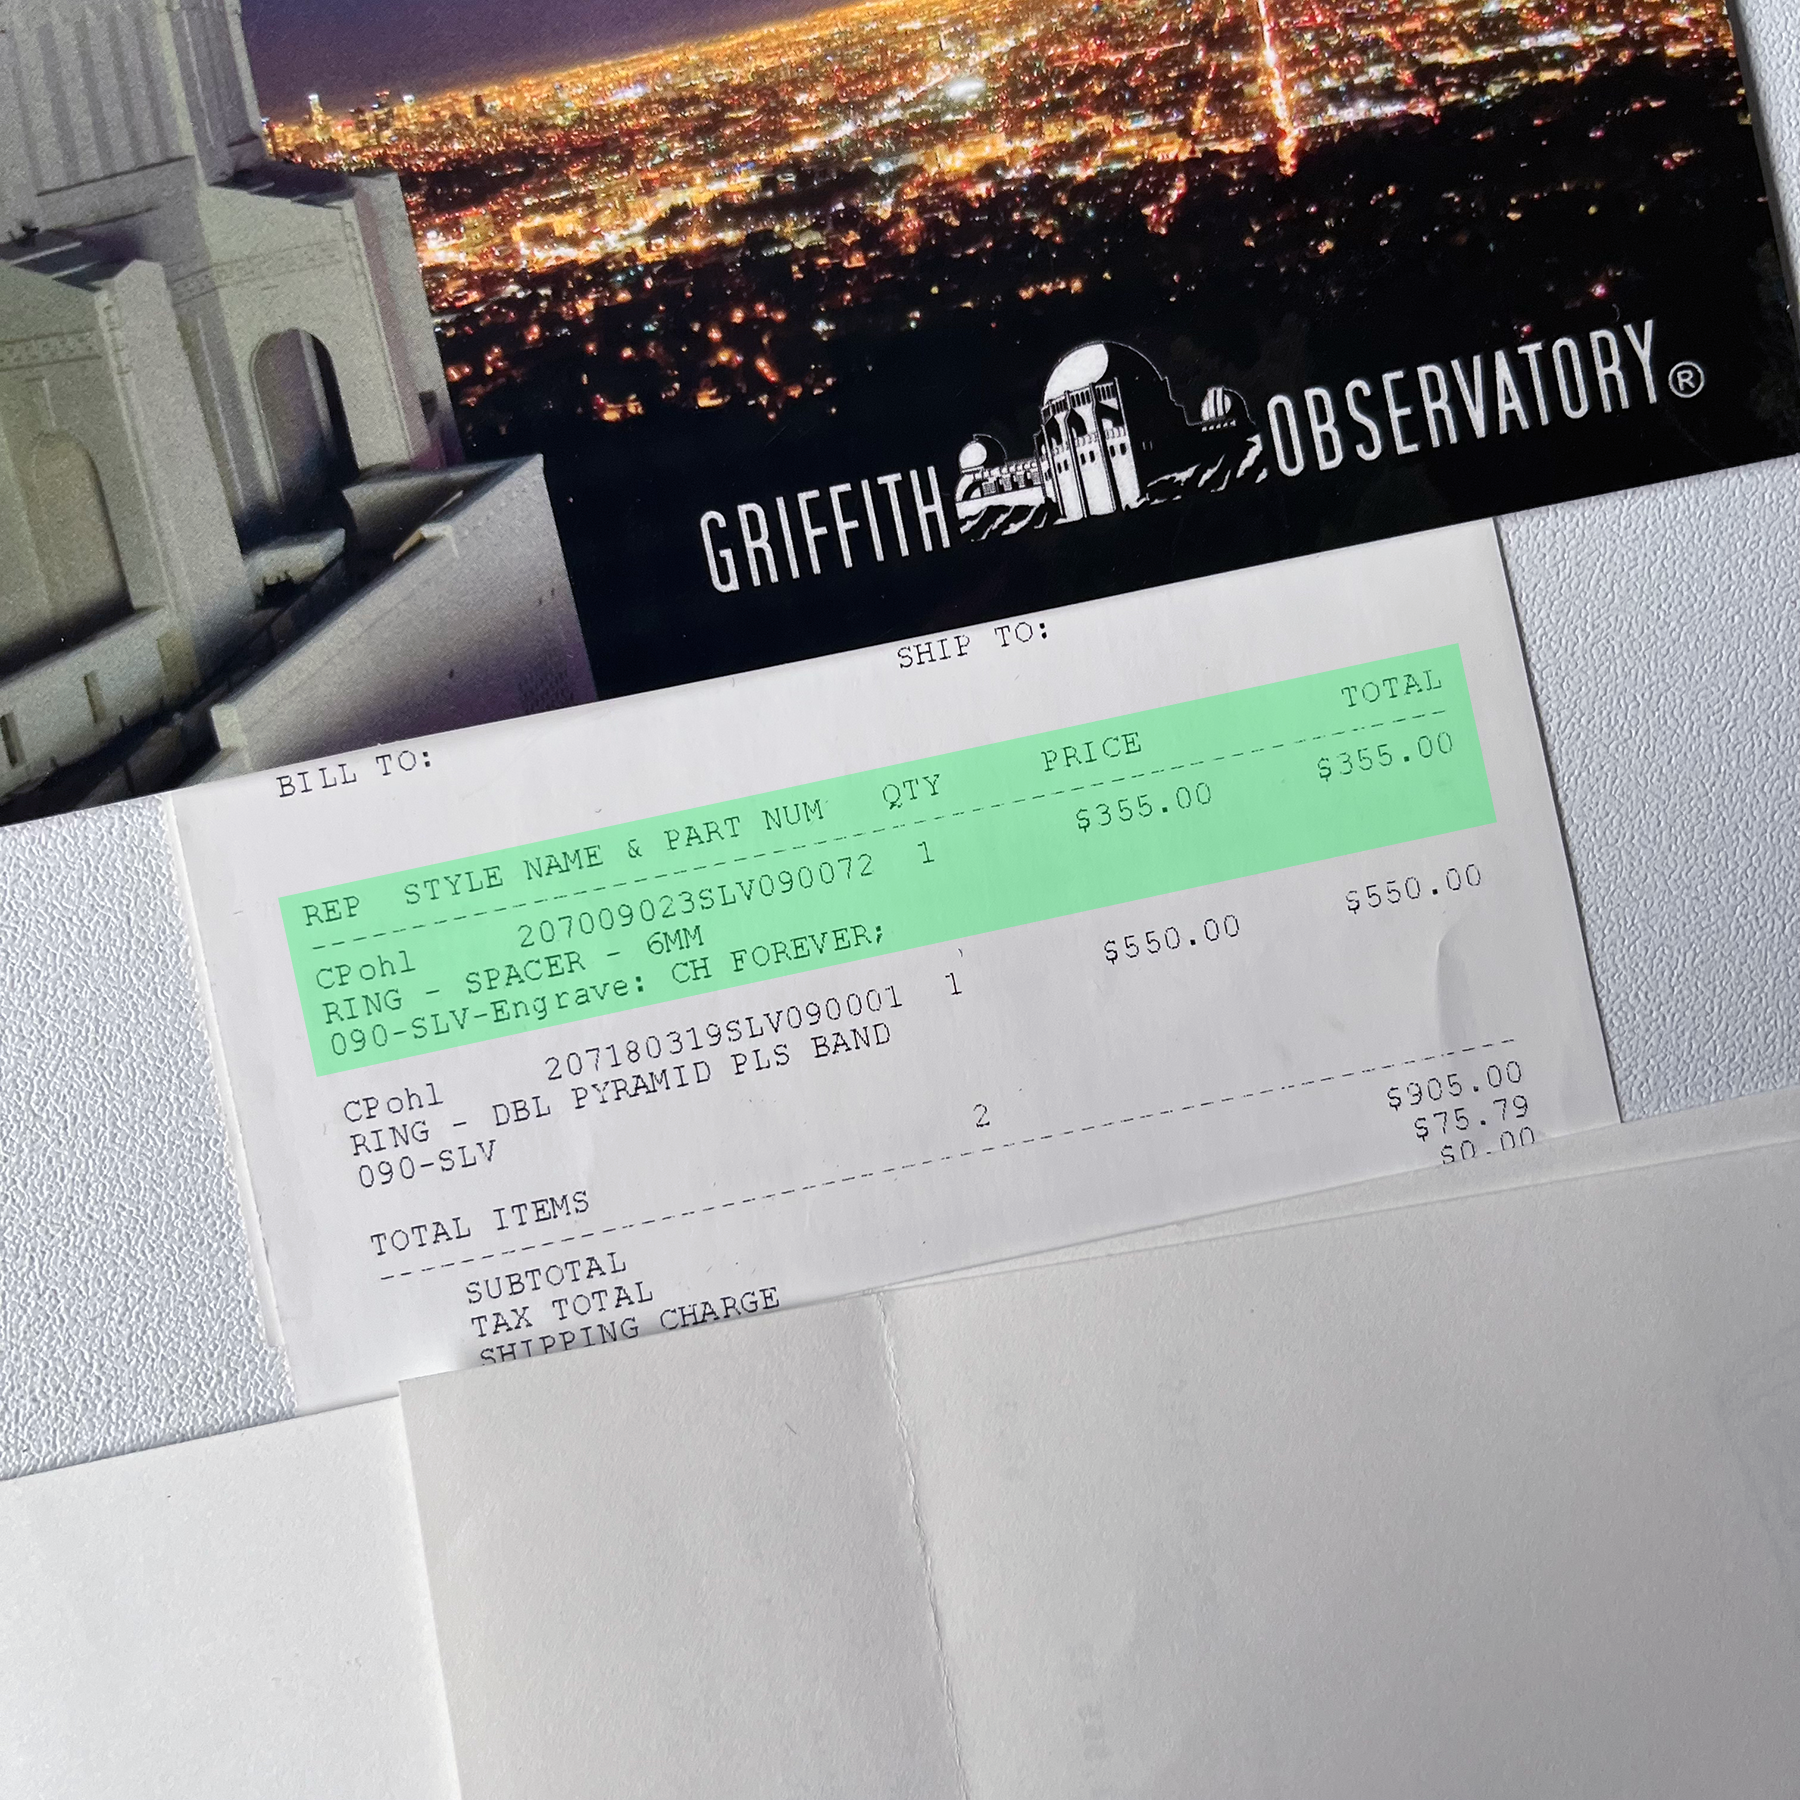 GRIFFITH OBSERVATORY®
BILL TO: SHIP TO:
REP STYLE NAME & PART NUM QTY PRICE TOTAL
CPohl 207009023SLV090072 1 $355.00 $355.00
RING - SPACER - 6MM
090-SLV-Engrave: CH FOREVER;
CPohl 207180319SLV090001 1 $550.00 $550.00
RING - DBL PYRAMID PLS BAND
090-SLV
TOTAL ITEMS 2
SUBTOTAL $905.00
TAX TOTAL $75.79
SHIPPING CHARGE $0.00